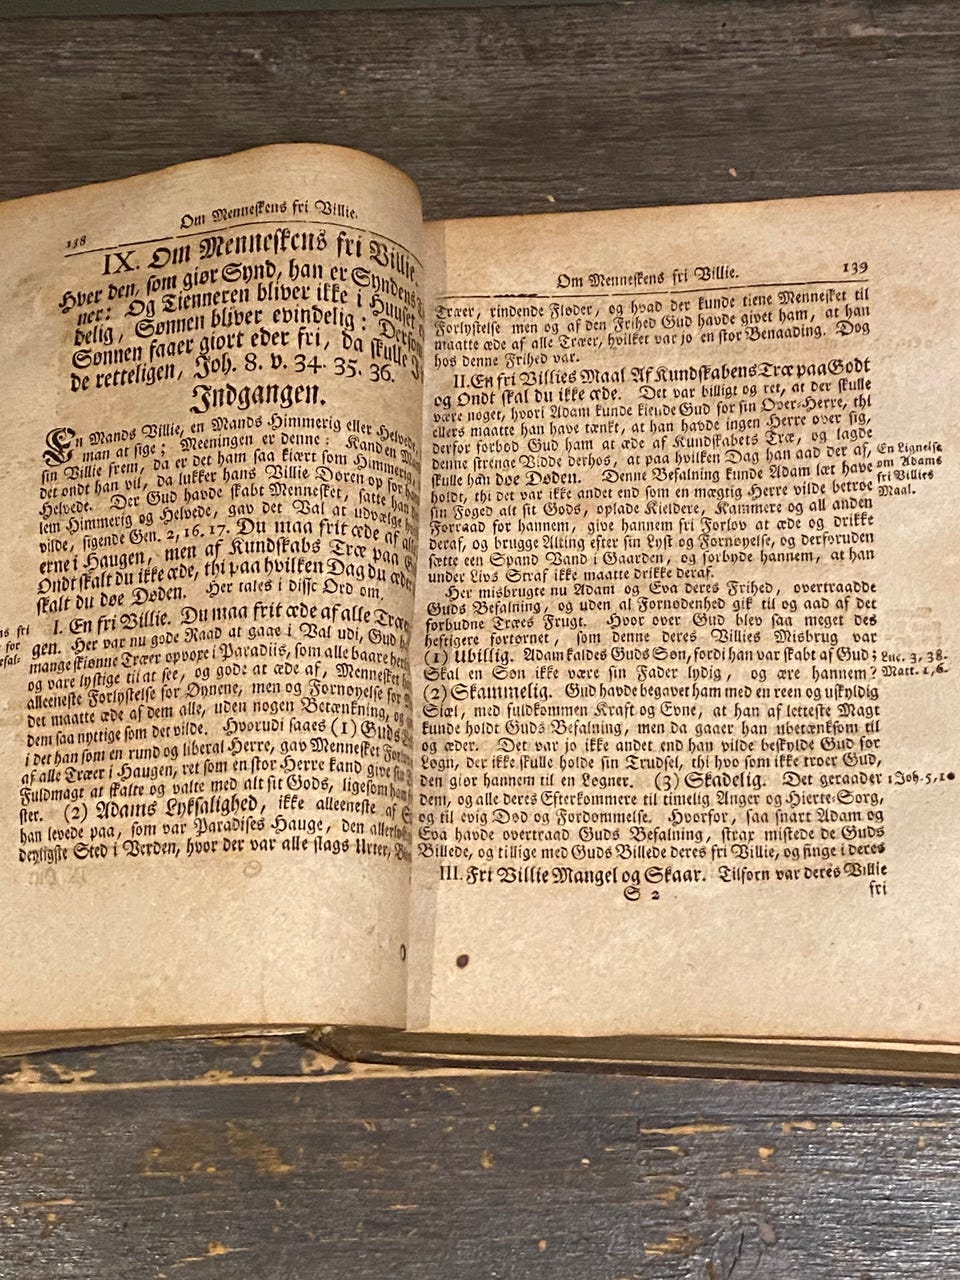 138
Om Menneskens fri Villie.
IX. Om Menneskens fri Villie.
Hver den, som giør Synd, han er Syndens
ner: Og Tienneren bliver ikke i Huuset
delig, Sønnen bliver evindelig: Dersom
Sønnen faaer giort eder fri, da skulle I
de retteligen, Joh. 8. v. 34. 35. 36.
Indgangen.
En Mands Villie, en Mands Himmerig eller Helvede,
man at sige; Meeningen er denne: Kand en Man
sin Villie frem, da er det ham saa kiært som Himmerig,
det ondt han vil, da lukker hans Villie Døren op for ham
Helvede. Der Gud havde skabt Mennesket, satte han
lem Himmerig og Helvede, gav det Val at udvælge h
vilde, sigende Gen. 2, 16. 17. Du maa frit æde af alle
erne i Haugen, men af Kundskabs Træ paa G
Ondt skalt du ikke æde, thi paa hvilken Dag du æder
skalt du døe Døden. Her tales i disse Ord om,
I. En fri Villie. Du maa frit æde af alle Træer
gen. Her var nu gode Raad at gaae i Val udi, Gud h
mange skiønne Træer opvoxe i Paradiis, som alle baare her
og vare lystige til at see, og gode at æde af, Mennesket
alleeneste Forlystelse for Øynene, men og Fornøyelse for
det maatte æde af dem alle, uden nogen Betænkning, og
dem saa nyttige som det vilde. Hvorudi saaes (1) Guds
i det han som en rund og liberal Herre, gav Mennesket For
af alle Træer i Haugen, ret som en stor Herre kand give sin
Fuldmagt at skalte og valte med alt sit Gods, ligesom han
ster. (2) Adams Lyksalighed, ikke alleeneste af
han levede paa, som var Paradises Hauge, den allerly
deyligste Sted i Verden, hvor der var alle slags Urter,
fri
for
Om Menneskens fri Villie.
139
Træer, rindende Floder, og hvad der kunde tiene Mennesket til
Forlystelse men og af den Frihed Gud havde givet ham, at han
maatte æde af alle Træer, hvilket var jo en stor Benaading. Dog
hos denne Frihed var.
II. En fri Villies Maal Af Kundskabens Træ paa Godt
og Ondt skal du ikke æde. Det var billigt og ret, at der skulle
være noget, hvori Adam kunde kiende Gud for sin Over-Herre, thi
ellers maatte han have tænkt, at han havde ingen Herre over sig,
derfor forbød Gud ham at æde af Kundskabets Træ, og lagde
denne strenge Vidde derhos, at paa hvilken Dag han aad der af,
skulle han døe Døden. Denne Befalning kunde Adam læt have
holdt, thi det var ikke andet end som en mægtig Herre vilde betroe
sin Foged alt sit Gods, oplade Kieldere, Kammere og all anden
Forraad for hannem, give hannem fri Forlov at æde og drikke
deraf, og brugge Alting efter sin Lyst og Fornøyelse, og derforuden
sætte een Spand Vand i Gaarden, og forbyde hannem, at han
under Livs Straf ikke maatte drikke deraf.
En Lignelse
om Adams
fri Villies
Maal.
Her misbrugte nu Adam og Eva deres Frihed, overtraadde
Guds Befalning, og uden al Fornødenhed gik til og aad af det
forbudne Træes Frugt. Hvor over Gud blev saa meget des
heftigere fortørnet, som denne deres Villies Misbrug var
(1) Ubillig. Adam kaldes Guds Søn, fordi han var skabt af Gud;
Skal en Søn ikke være sin Fader lydig, og ære hannem?
Luc. 3, 38.
Matt. 1, 6.
(2) Skammelig. Gud havde begavet ham med en reen og uskyldig
Siæl, med fuldkommen Kraft og Evne, at han af letteste Magt
kunde holdt Guds Befalning, men da gaaer han ubetænksom til
og æder. Det var jo ikke andet end han vilde beskylde Gud for
Løgn, der ikke skulle holde sin Trudsel, thi hvo som ikke troer Gud,
den giør hannem til en Løgner. (3) Skadelig. Det geraader
1 Joh. 5, 10
dem, og alle deres Efterkommere til timelig Anger og Hierte-Sorg,
og til evig Død og Fordømmelse. Hvorfor, saa snart Adam og
Eva havde overtraad Guds Befalning, strax mistede de Guds
Billede, og tillige med Guds Billede deres fri Villie, og finge i deres
III. Fri Villie Mangel og Skaar. Tilforn var deres Villie
S 2
fri